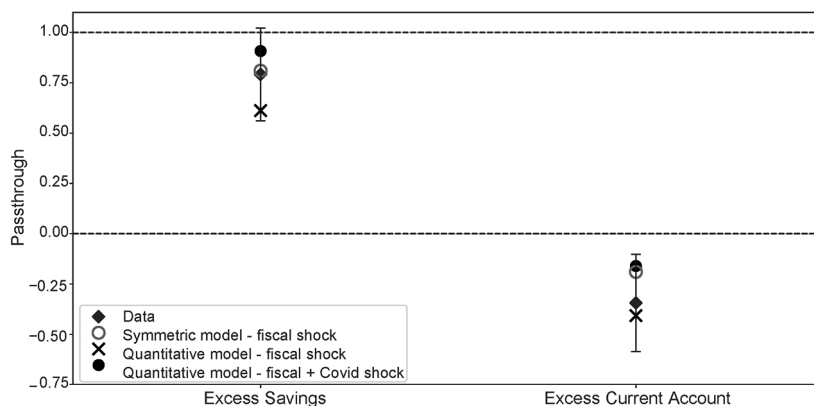 1.00
0.75
0.50
0.25
0.00
−0.25
−0.50
−0.75
Passthrough
Data
Symmetric model - fiscal shock
Quantitative model - fiscal shock
Quantitative model - fiscal + Covid shock
Excess Savings
Excess Current Account